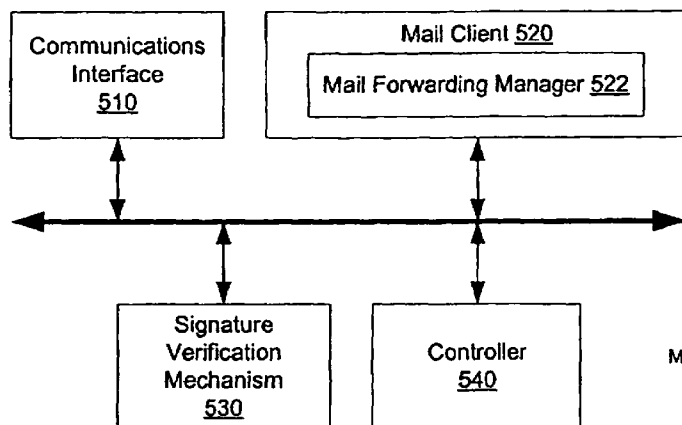 Communications
Interface
510
Mail Client 520
Mail Forwarding Manager 522
Signature
Verification
Mechanism
530
Controller
540
M